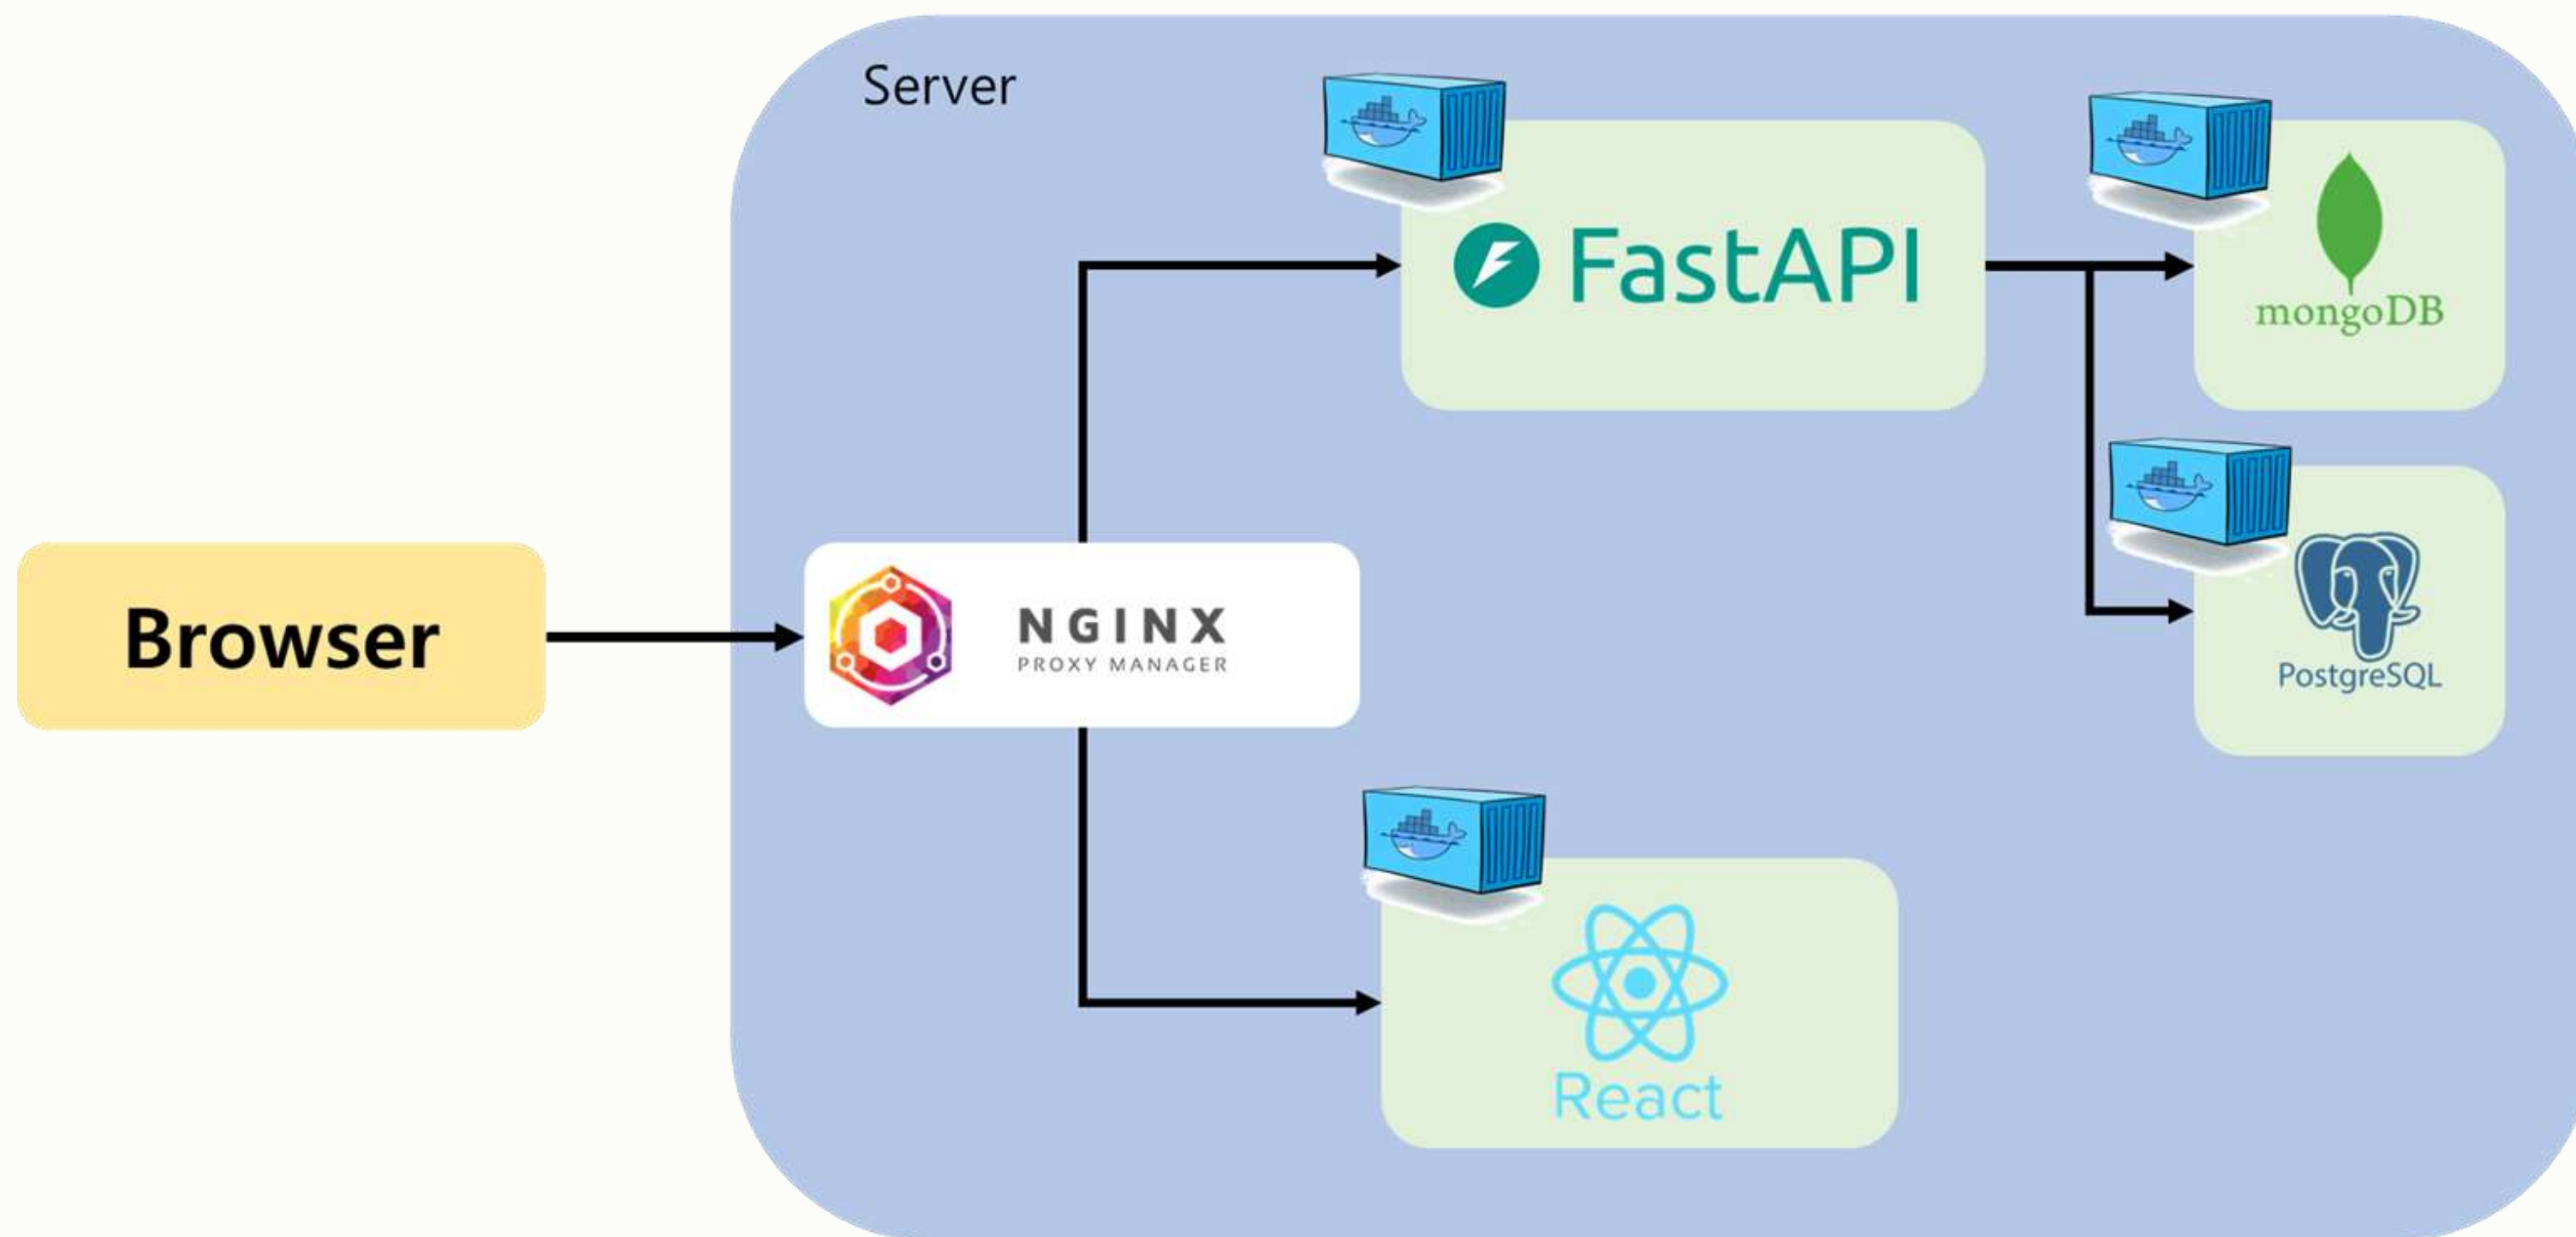 Server
FastAPI
mongoDB
Browser
NGINX
PROXY MANAGER
PostgreSQL
React